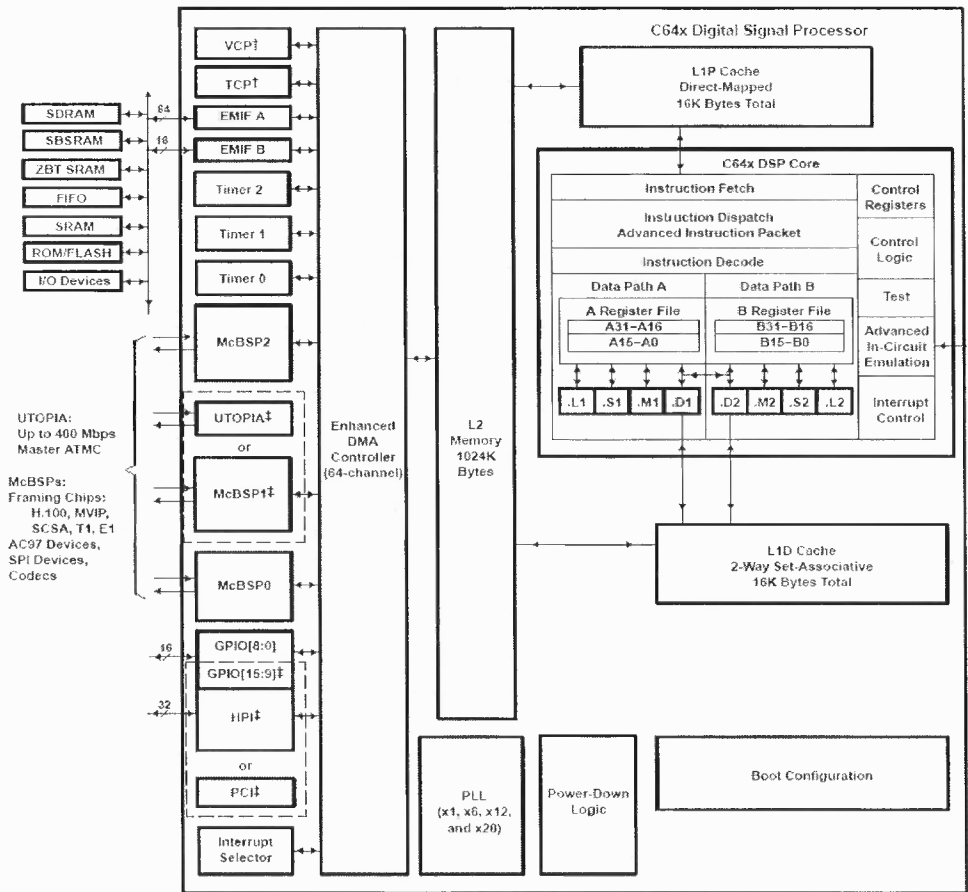 C64x Digital Signal Processor
VCP†
TCP†
EMIF A
EMIF B
Timer 2
Timer 1
Timer 0
McBSP2
UTOPIA‡
or
McBSP1‡
McBSP0
GPIO[8:0]
GPIO[15:9]‡
HPI‡
or
PCI‡
Interrupt
Selector
64
16
SDRAM
SBSRAM
ZBT SRAM
FIFO
SRAM
ROM/FLASH
I/O Devices
UTOPIA:
Up to 400 Mbps
Master ATMC
McBSPs:
Framing Chips:
H.100, MVIP,
SCSA, T1, E1
AC97 Devices,
SPI Devices,
Codecs
16
32
Enhanced
DMA
Controller
(64-channel)
L2
Memory
1024K
Bytes
L1P Cache
Direct-Mapped
16K Bytes Total
C64x DSP Core
Instruction Fetch
Instruction Dispatch
Advanced Instruction Packet
Instruction Decode
Data Path A
Data Path B
A Register File
A31–A16
A15–A0
B Register File
B31–B16
B15–B0
.L1 .S1 .M1 .D1
.D2 .M2 .S2 .L2
Control
Registers
Control
Logic
Test
Advanced
In-Circuit
Emulation
Interrupt
Control
L1D Cache
2-Way Set-Associative
16K Bytes Total
PLL
(x1, x6, x12,
and x20)
Power-Down
Logic
Boot Configuration